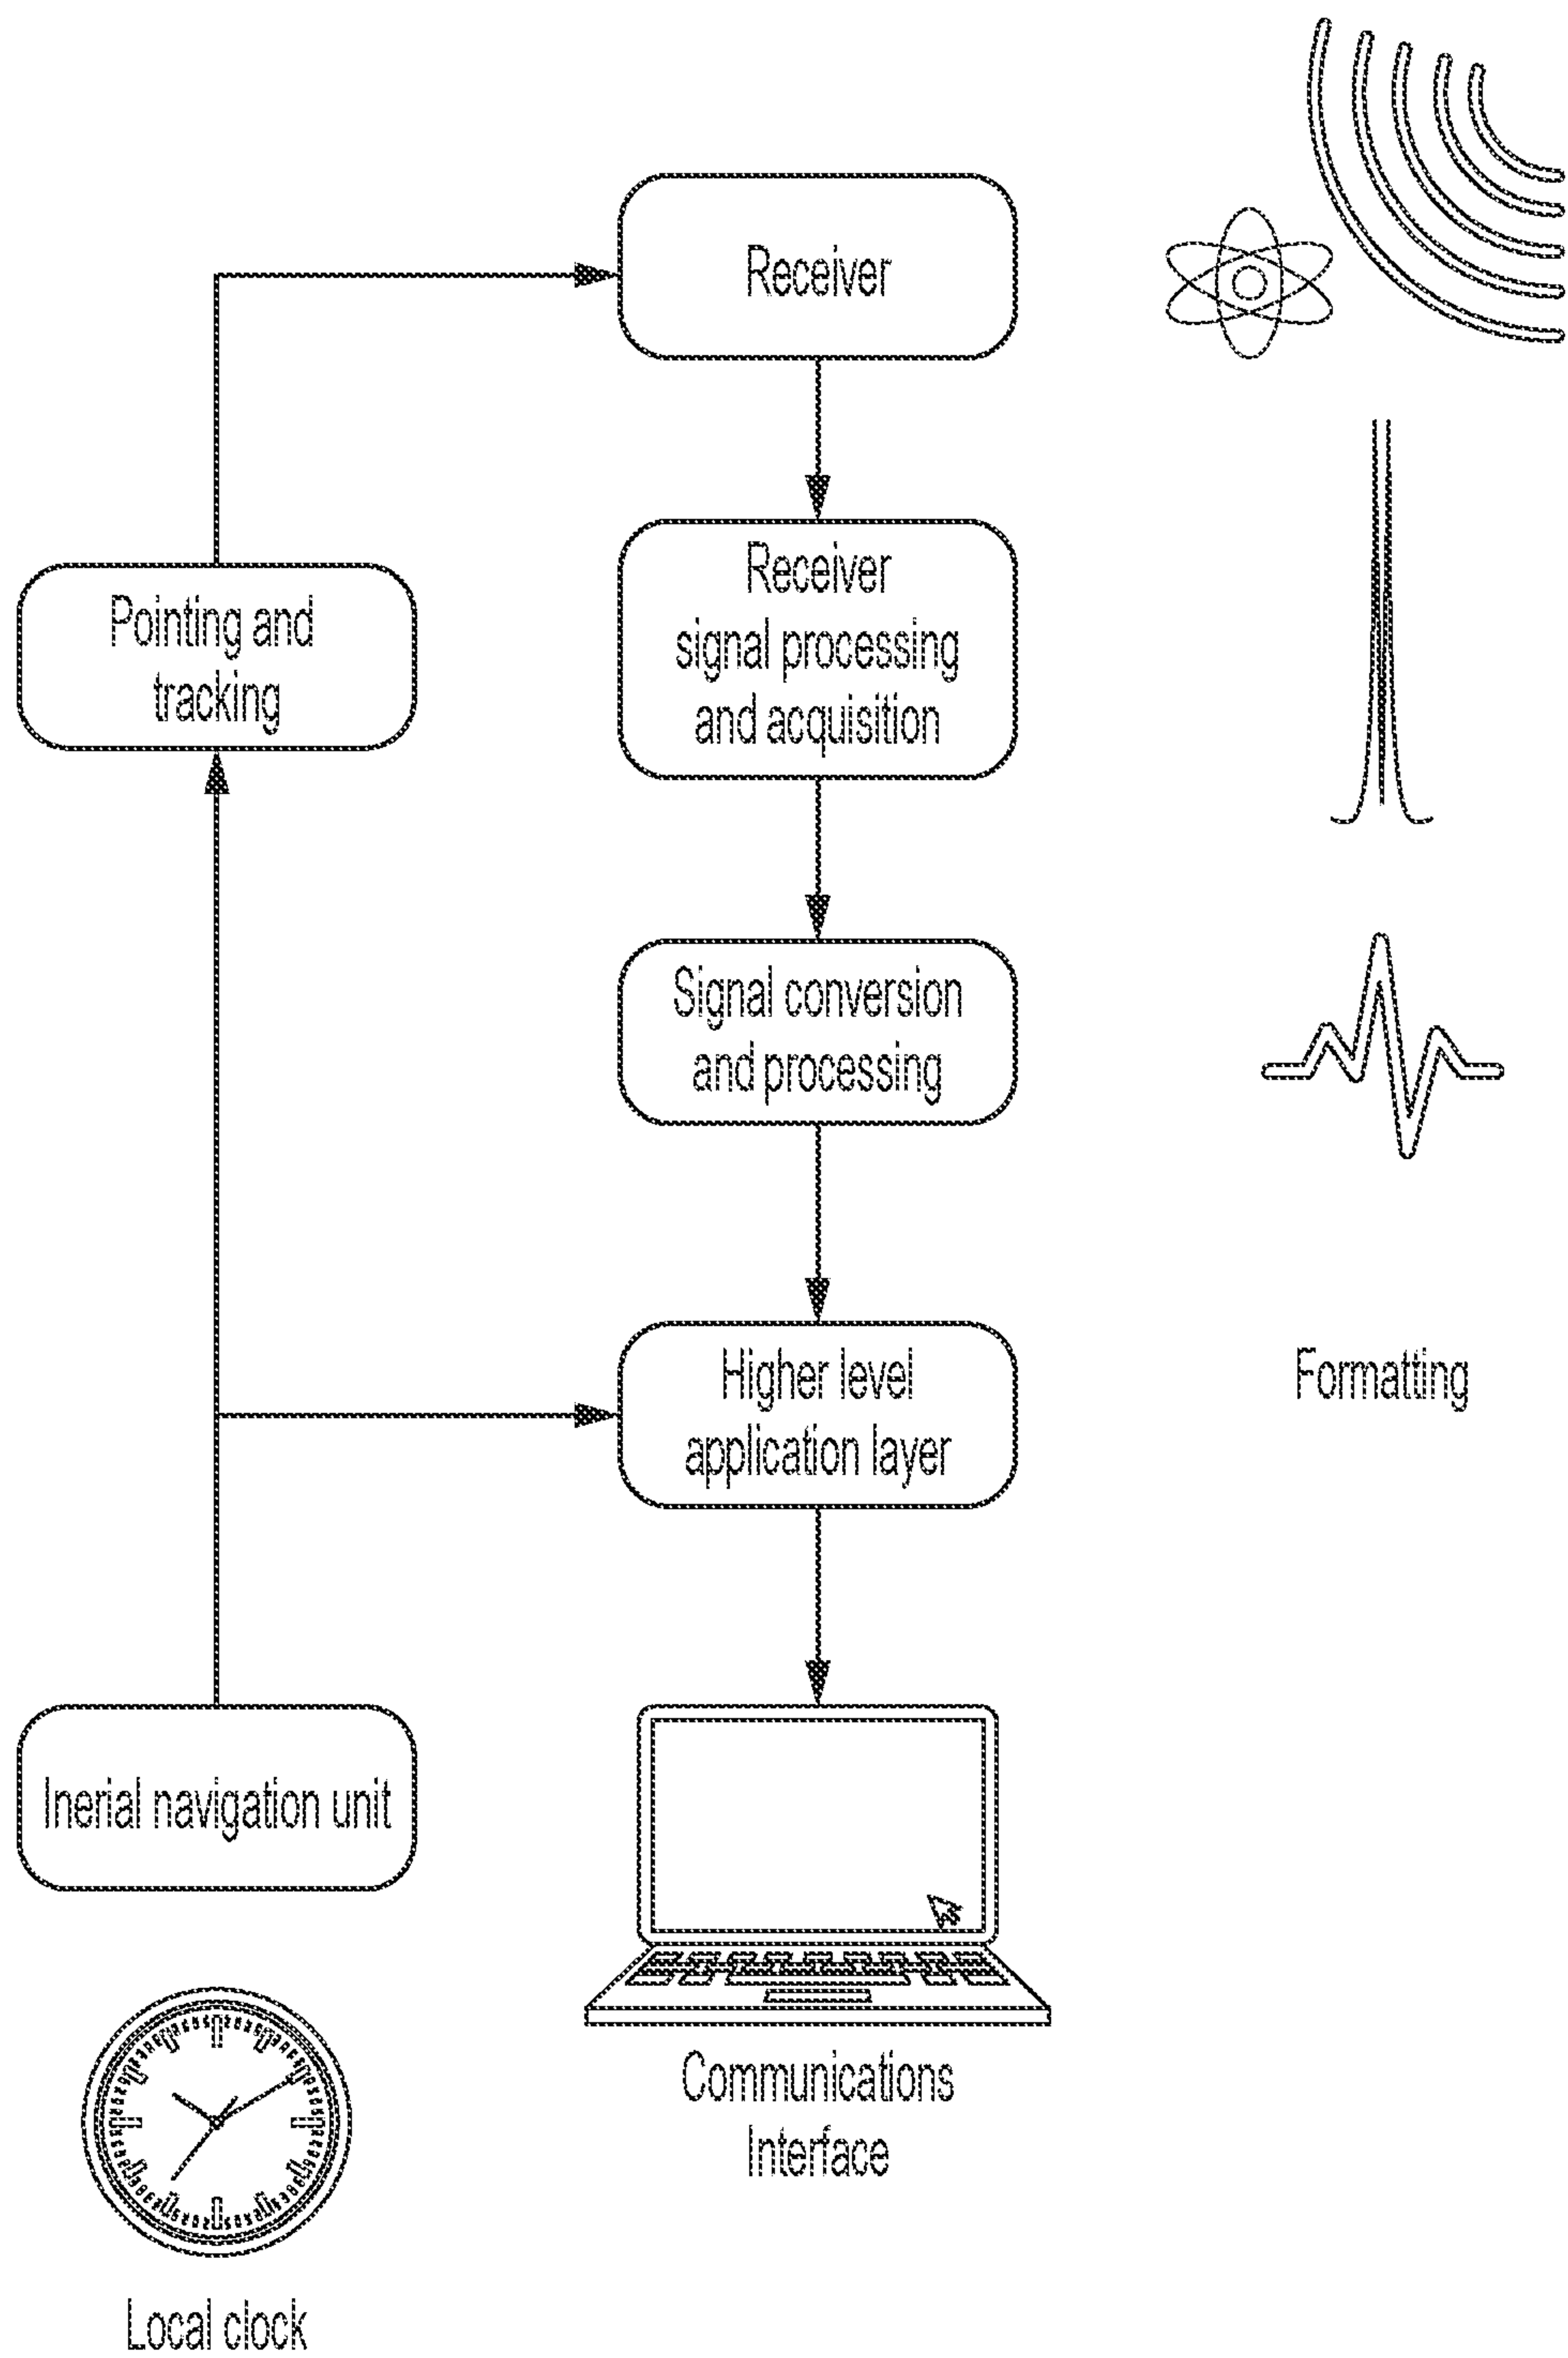 Receiver
Pointing and
tracking
Receiver
signal processing
and acquisition
Signal conversion
and processing
Higher level
application layer
Formatting
Inerial navigation unit
Communications
Interface
Local clock